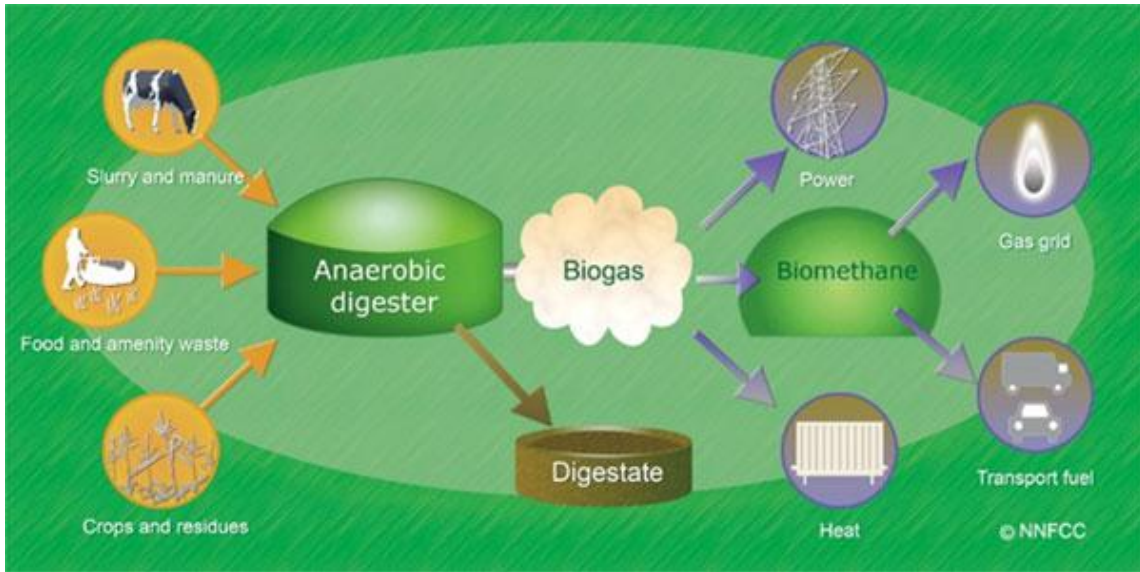 Slurry and manure
Food and amenity waste
Crops and residues
Anaerobic
digester
Digestate
Biogas
Power
Biomethane
Heat
Gas grid
Transport fuel
© NNFCC